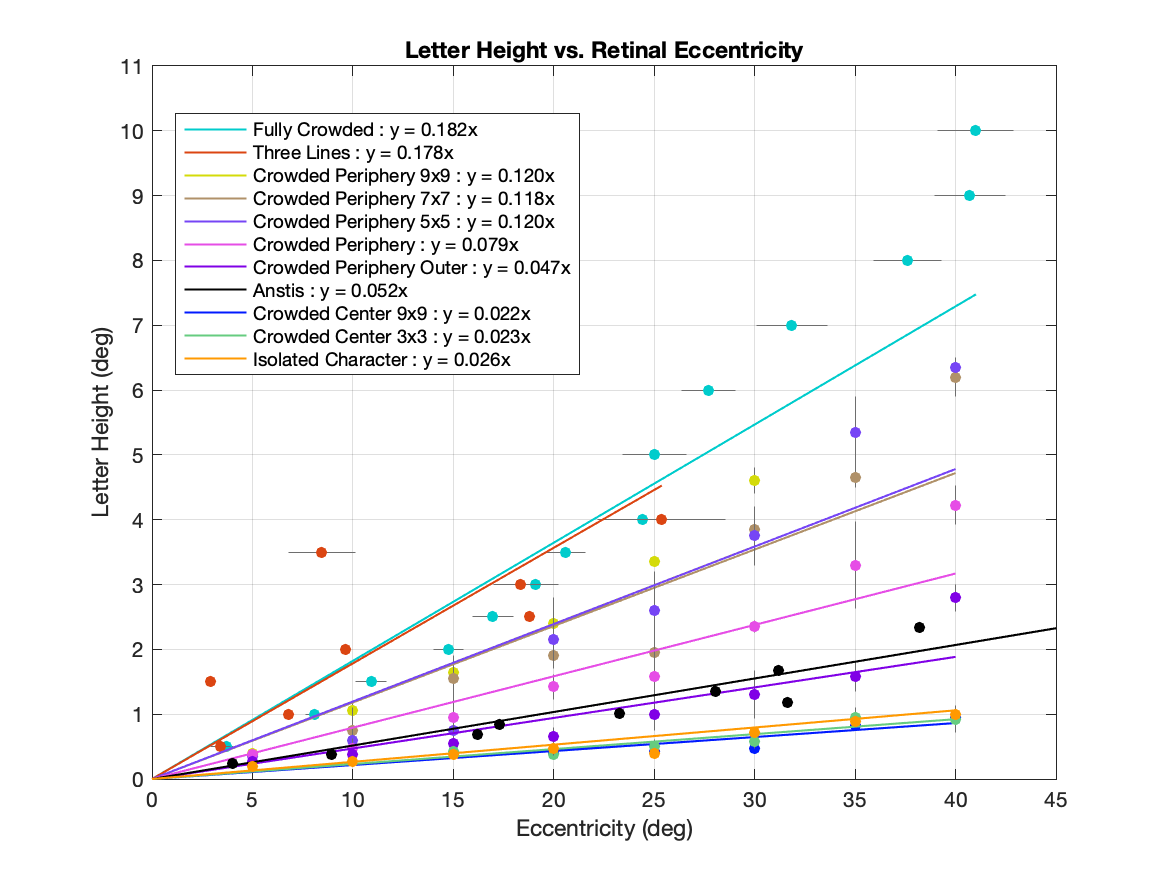 Letter Height vs. Retinal Eccentricity
11
10
9
8
7
6
5
4
3
2
1
0
Letter Height (deg)
Fully Crowded : y = 0.182x
Three Lines : y = 0.178x
Crowded Periphery 9x9 : y = 0.120x
Crowded Periphery 7x7 : y = 0.118x
Crowded Periphery 5x5 : y = 0.120x
Crowded Periphery : y = 0.079x
Crowded Periphery Outer : y = 0.047x
Anstis : y = 0.052x
Crowded Center 9x9 : y = 0.022x
Crowded Center 3x3 : y = 0.023x
Isolated Character : y = 0.026x
0 5 10 15 20 25 30 35 40 45
Eccentricity (deg)